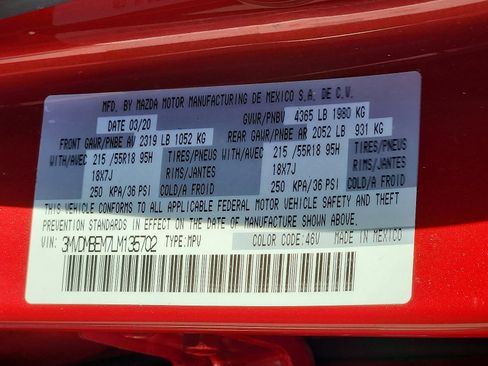 MFD. BY MAZDA MOTOR MANUFACTURING DE MEXICO S.A. DE C.V.
DATE 03/20 GVWR/PNBV 4365 LB 1980 KG
FRONT GAWR/PNBE AV 2319 LB 1052 KG REAR GAWR/PNBE AR 2052 LB 931 KG
WITH/AVEC 215 /55R18 95H TIRES/PNEUS WITH/AVEC 215 /55R18 95H TIRES/PNEUS
18X7J RIMS/JANTES 18X7J RIMS/JANTES
250 KPA/36 PSI COLD/A FROID 250 KPA/36 PSI COLD/A FROID
THIS VEHICLE CONFORMS TO ALL APPLICABLE FEDERAL MOTOR VEHICLE SAFETY AND THEFT
PREVENTION STANDARDS IN EFFECT ON THE DATE OF MANUFACTURE SHOWN ABOVE.
VIN: 3MVDMBEM7LM135702 TYPE:MPV COLOR CODE:46V MADE IN MEXICO